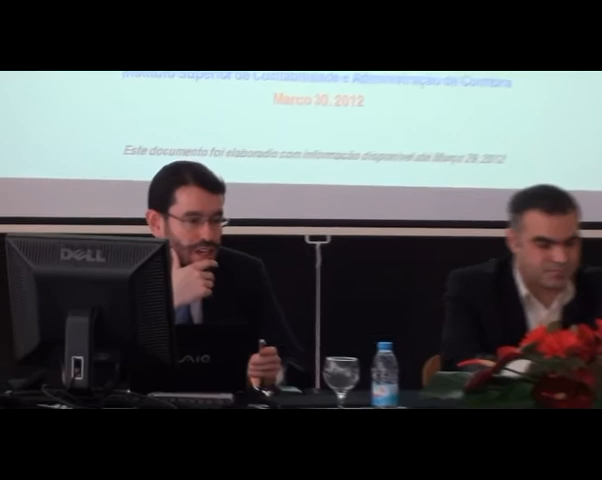 Instituto Superior de Contabilidade e Administração de Coimbra
Março 30, 2012
Este documento foi elaborado com informação disponível até Março 29, 2012
DELL
VAIO